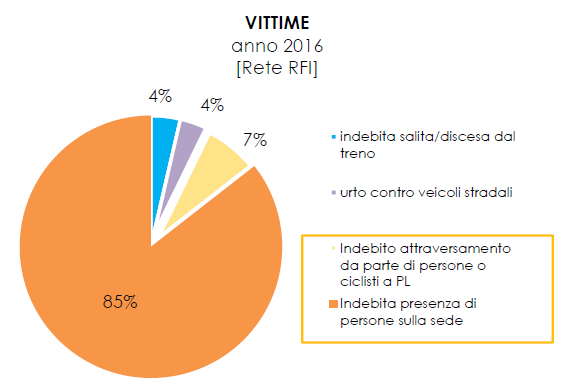 VITTIME
anno 2016
[Rete RFI]
4%
4%
7%
85%
indebita salita/discesa dal
treno
urto contro veicoli stradali
Indebito attraversamento
da parte di persone o
ciclisti a PL
Indebita presenza di
persone sulla sede